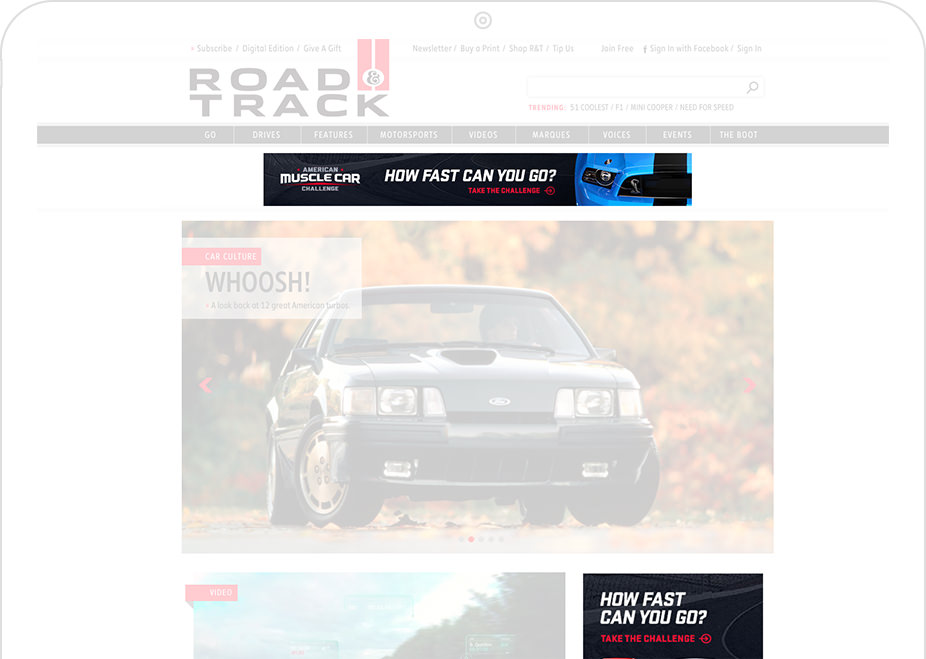 › Subscribe / Digital Edition / Give A Gift
Newsletter / Buy a Print / Shop R&T / Tip Us
Join Free
f Sign In with Facebook / Sign In
ROAD &
TRACK
TRENDING: 51 COOLEST / F1 / MINI COOPER / NEED FOR SPEED
GO DRIVES FEATURES MOTORSPORTS VIDEOS MARQUES VOICES EVENTS THE BOOT
AMERICAN
MUSCLE CAR
CHALLENGE
HOW FAST CAN YOU GO?
TAKE THE CHALLENGE
CAR CULTURE
WHOOSH!
› A look back at 12 great American turbos.
Ford
VIDEO
HOW FAST
CAN YOU GO?
TAKE THE CHALLENGE